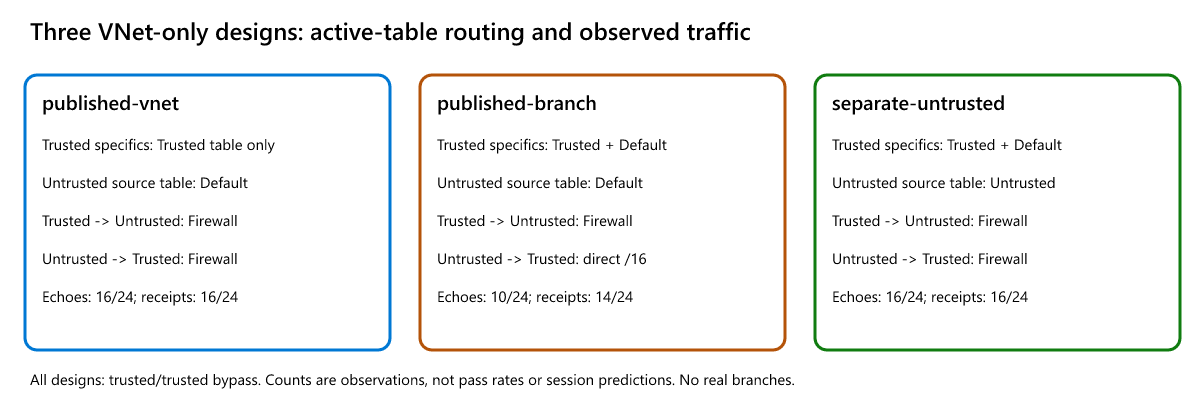 Three VNet-only designs: active-table routing and observed traffic
published-vnet
Trusted specifics: Trusted table only
Untrusted source table: Default
Trusted -> Untrusted: Firewall
Untrusted -> Trusted: Firewall
Echoes: 16/24; receipts: 16/24
published-branch
Trusted specifics: Trusted + Default
Untrusted source table: Default
Trusted -> Untrusted: Firewall
Untrusted -> Trusted: direct /16
Echoes: 10/24; receipts: 14/24
separate-untrusted
Trusted specifics: Trusted + Default
Untrusted source table: Untrusted
Trusted -> Untrusted: Firewall
Untrusted -> Trusted: Firewall
Echoes: 16/24; receipts: 16/24
All designs: trusted/trusted bypass. Counts are observations, not pass rates or session predictions. No real branches.